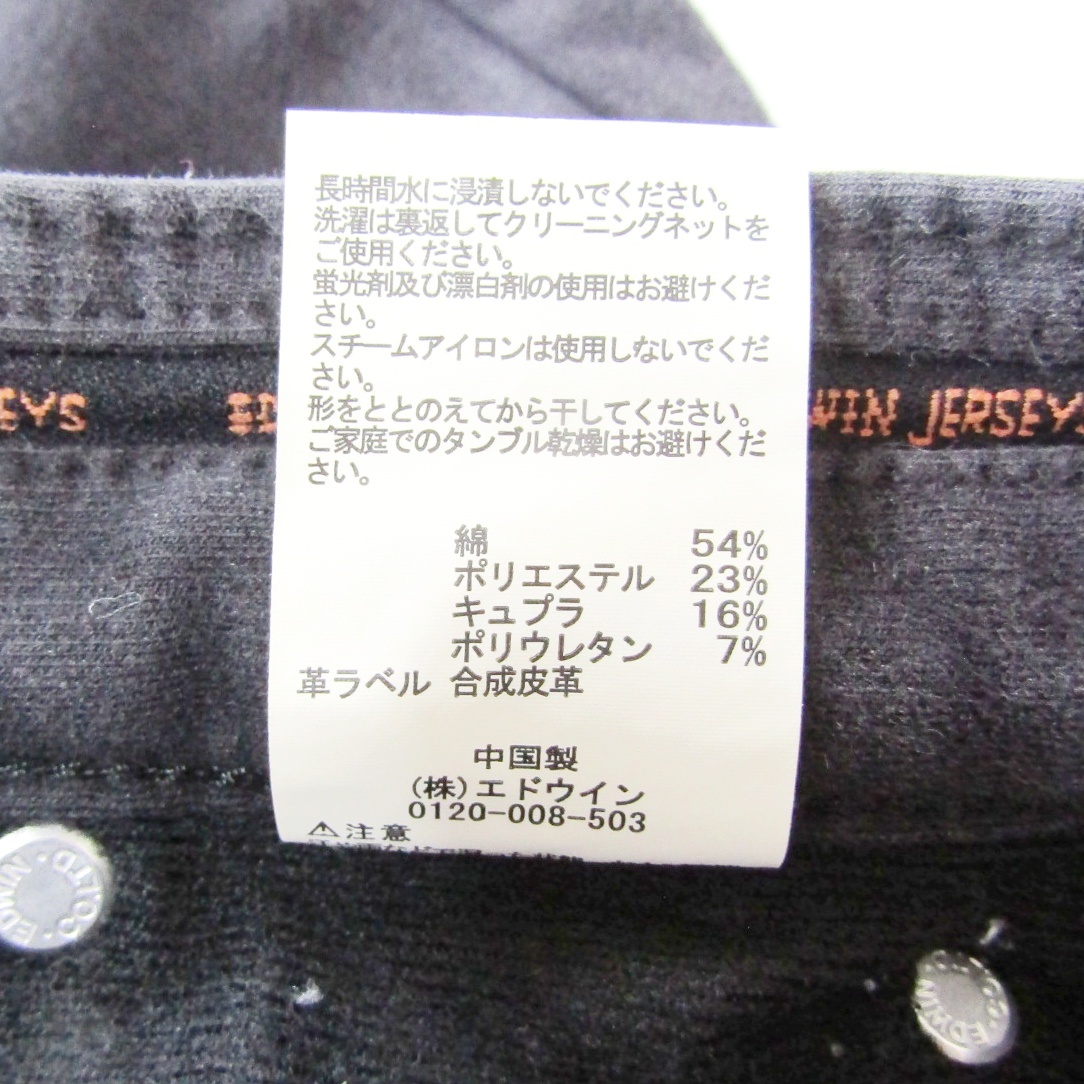 長時間水に浸漬しないでください。
洗濯は裏返してクリーニングネットを
ご使用ください。
蛍光剤及び漂白剤の使用はお避けくだ
さい。
スチームアイロンは使用しないでくだ
さい。
形をととのえてから干してください。
ご家庭でのタンブル乾燥はお避けくだ
さい。
綿 54%
ポリエステル 23%
キュプラ 16%
ポリウレタン 7%
革ラベル 合成皮革
中国製
(株)エドウイン
0120-008-503
⚠注意
EYS ED WIN JERSEYS
EDWIN CO.LTD.
EDWIN CO.